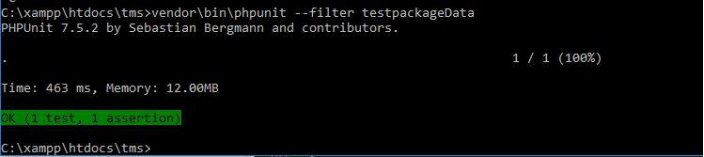 C:\xampp\htdocs\tms>vendor\bin\phpunit --filter testpackageData
PHPUnit 7.5.2 by Sebastian Bergmann and contributors.
. 1 / 1 (100%)
Time: 463 ms, Memory: 12.00MB
OK (1 test, 1 assertion)
C:\xampp\htdocs\tms>